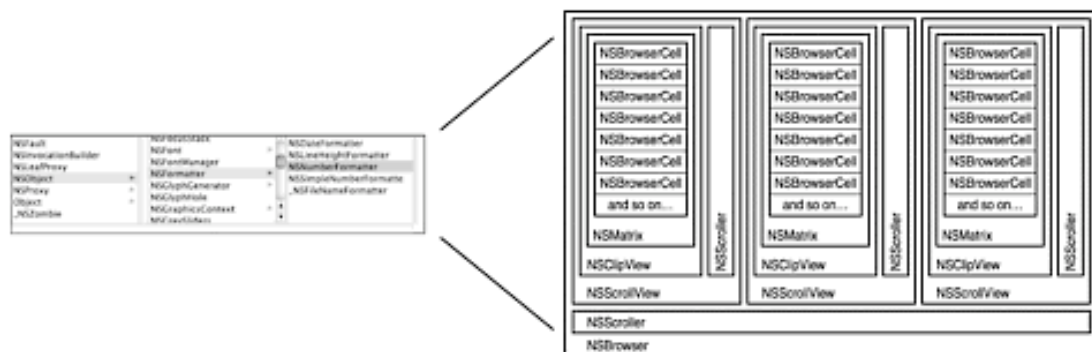 NSFault
NSInvocationBuilder
NSLeafProxy
NSObject
NSProxy
Object
_NSZombie
NSFont
NSFontManager
NSFormatter
NSGlyphGenerator
NSGlyphHole
NSGraphicsContext
NSDateFormatter
NSLineHeightFormatter
NSNumberFormatter
NSSimpleNumberFormatte
_NSFileNameFormatter
NSBrowserCell
NSBrowserCell
NSBrowserCell
NSBrowserCell
NSBrowserCell
NSBrowserCell
NSBrowserCell
and so on...
NSMatrix
NSClipView
NSScroller
NSScrollView
NSBrowserCell
NSBrowserCell
NSBrowserCell
NSBrowserCell
NSBrowserCell
NSBrowserCell
NSBrowserCell
and so on...
NSMatrix
NSClipView
NSScroller
NSScrollView
NSBrowserCell
NSBrowserCell
NSBrowserCell
NSBrowserCell
NSBrowserCell
NSBrowserCell
NSBrowserCell
and so on...
NSMatrix
NSClipView
NSScroller
NSScrollView
NSScroller
NSBrowser